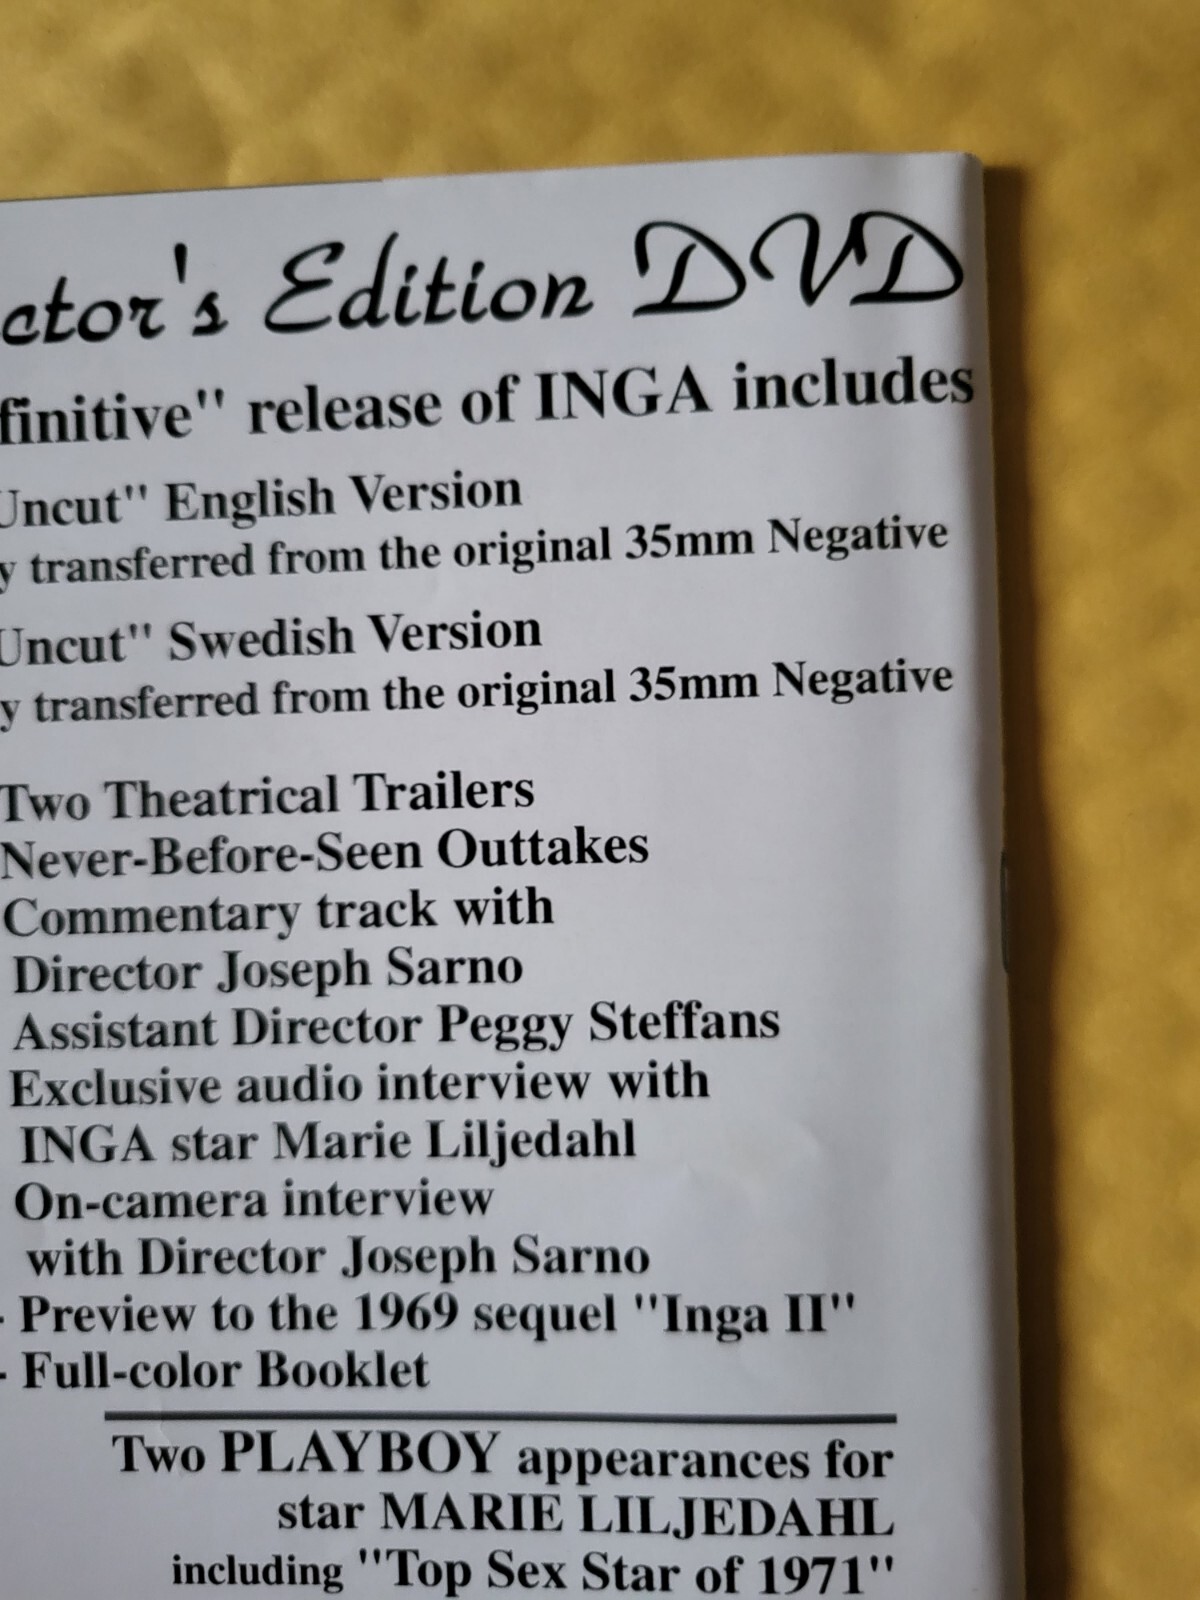 ctor's Edition DVD
finitive" release of INGA includes
Uncut" English Version
y transferred from the original 35mm Negative
Uncut" Swedish Version
y transferred from the original 35mm Negative
Two Theatrical Trailers
Never-Before-Seen Outtakes
Commentary track with
Director Joseph Sarno
Assistant Director Peggy Steffans
Exclusive audio interview with
INGA star Marie Liljedahl
On-camera interview
with Director Joseph Sarno
- Preview to the 1969 sequel "Inga II"
- Full-color Booklet
Two PLAYBOY appearances for
star MARIE LILJEDAHL
including "Top Sex Star of 1971"